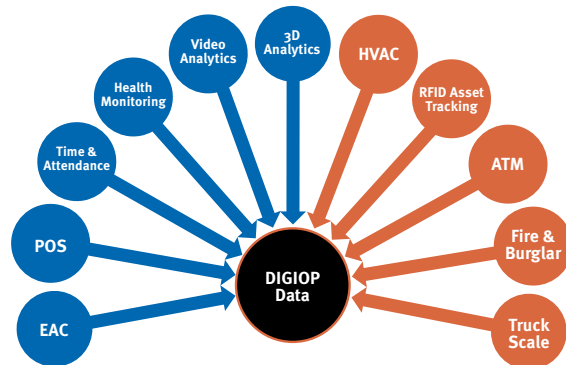 3D
Analytics
Video
Analytics
HVAC
Health
Monitoring
RFID Asset
Tracking
Time &
Attendance
ATM
POS
Fire &
Burglar
DIGIOP
Data
EAC
Truck
Scale